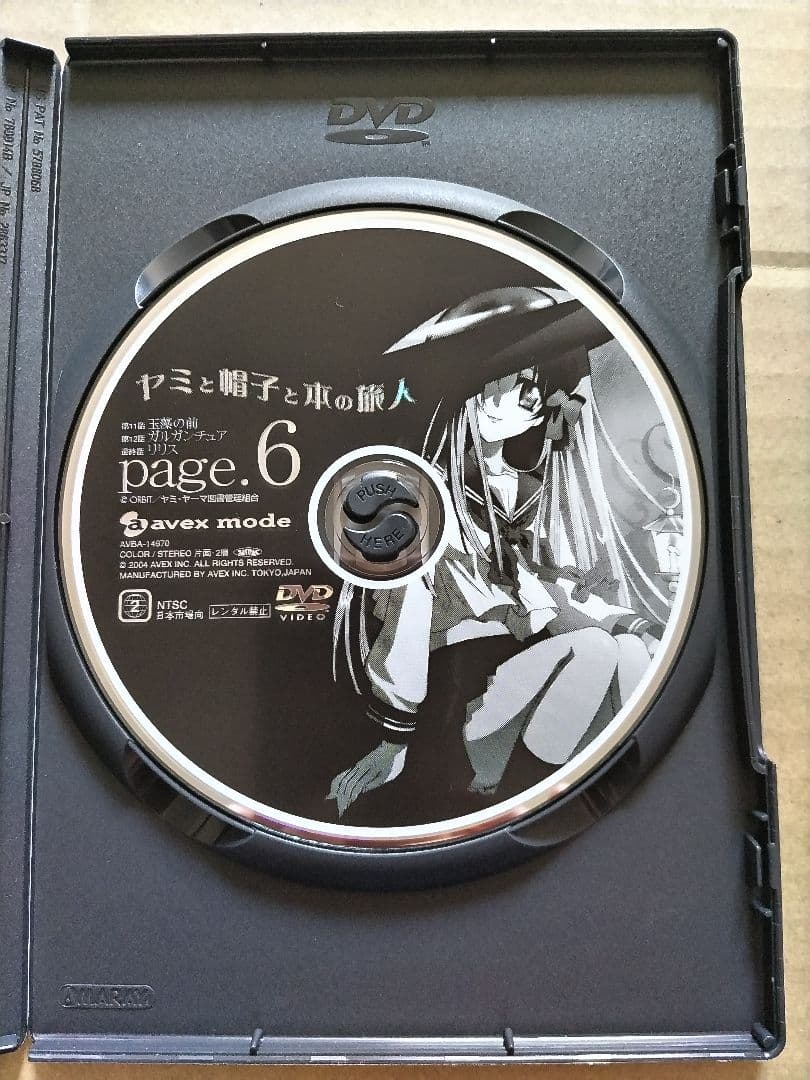 DVD
US PAT No 5788068
ヤミと帽子と本の旅人
第11話 玉藻の前
第12話 ガルガンチュア
最終話 リリス
page.6
© ORBIT／ヤミ・ヤーマ図書管理組合
avex mode
AVBA-14970
COLOR / STEREO 片面・2層
© 2004 AVEX INC. ALL RIGHTS RESERVED.
MANUFACTURED BY AVEX INC. TOKYO,JAPAN
2 NTSC
日本市場向 レンタル禁止
DVD
VIDEO
PUSH
HERE
AMARAY